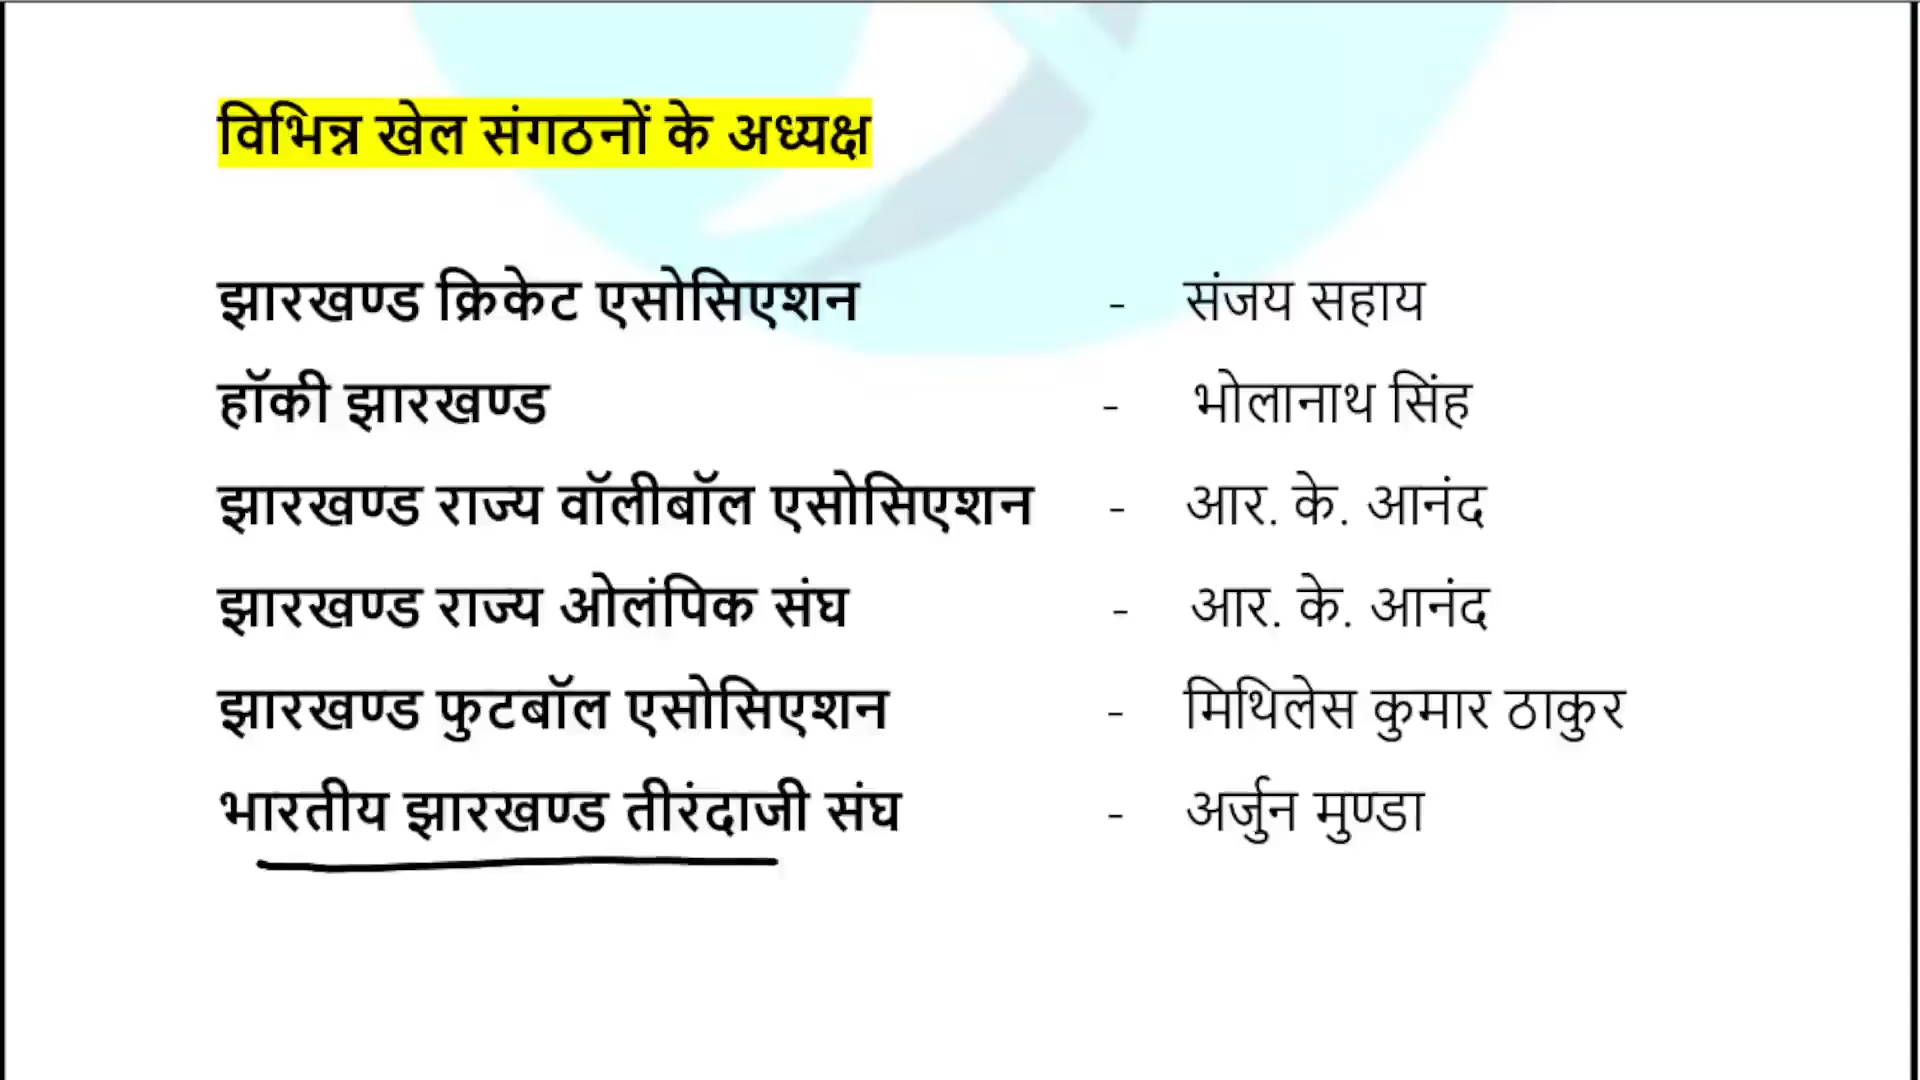 विभिन्न खेल संगठनों के अध्यक्ष
झारखण्ड क्रिकेट एसोसिएशन - संजय सहाय
हॉकी झारखण्ड - भोलानाथ सिंह
झारखण्ड राज्य वॉलीबॉल एसोसिएशन - आर. के. आनंद
झारखण्ड राज्य ओलंपिक संघ - आर. के. आनंद
झारखण्ड फुटबॉल एसोसिएशन - मिथिलेस कुमार ठाकुर
भारतीय झारखण्ड तीरंदाजी संघ - अर्जुन मुण्डा